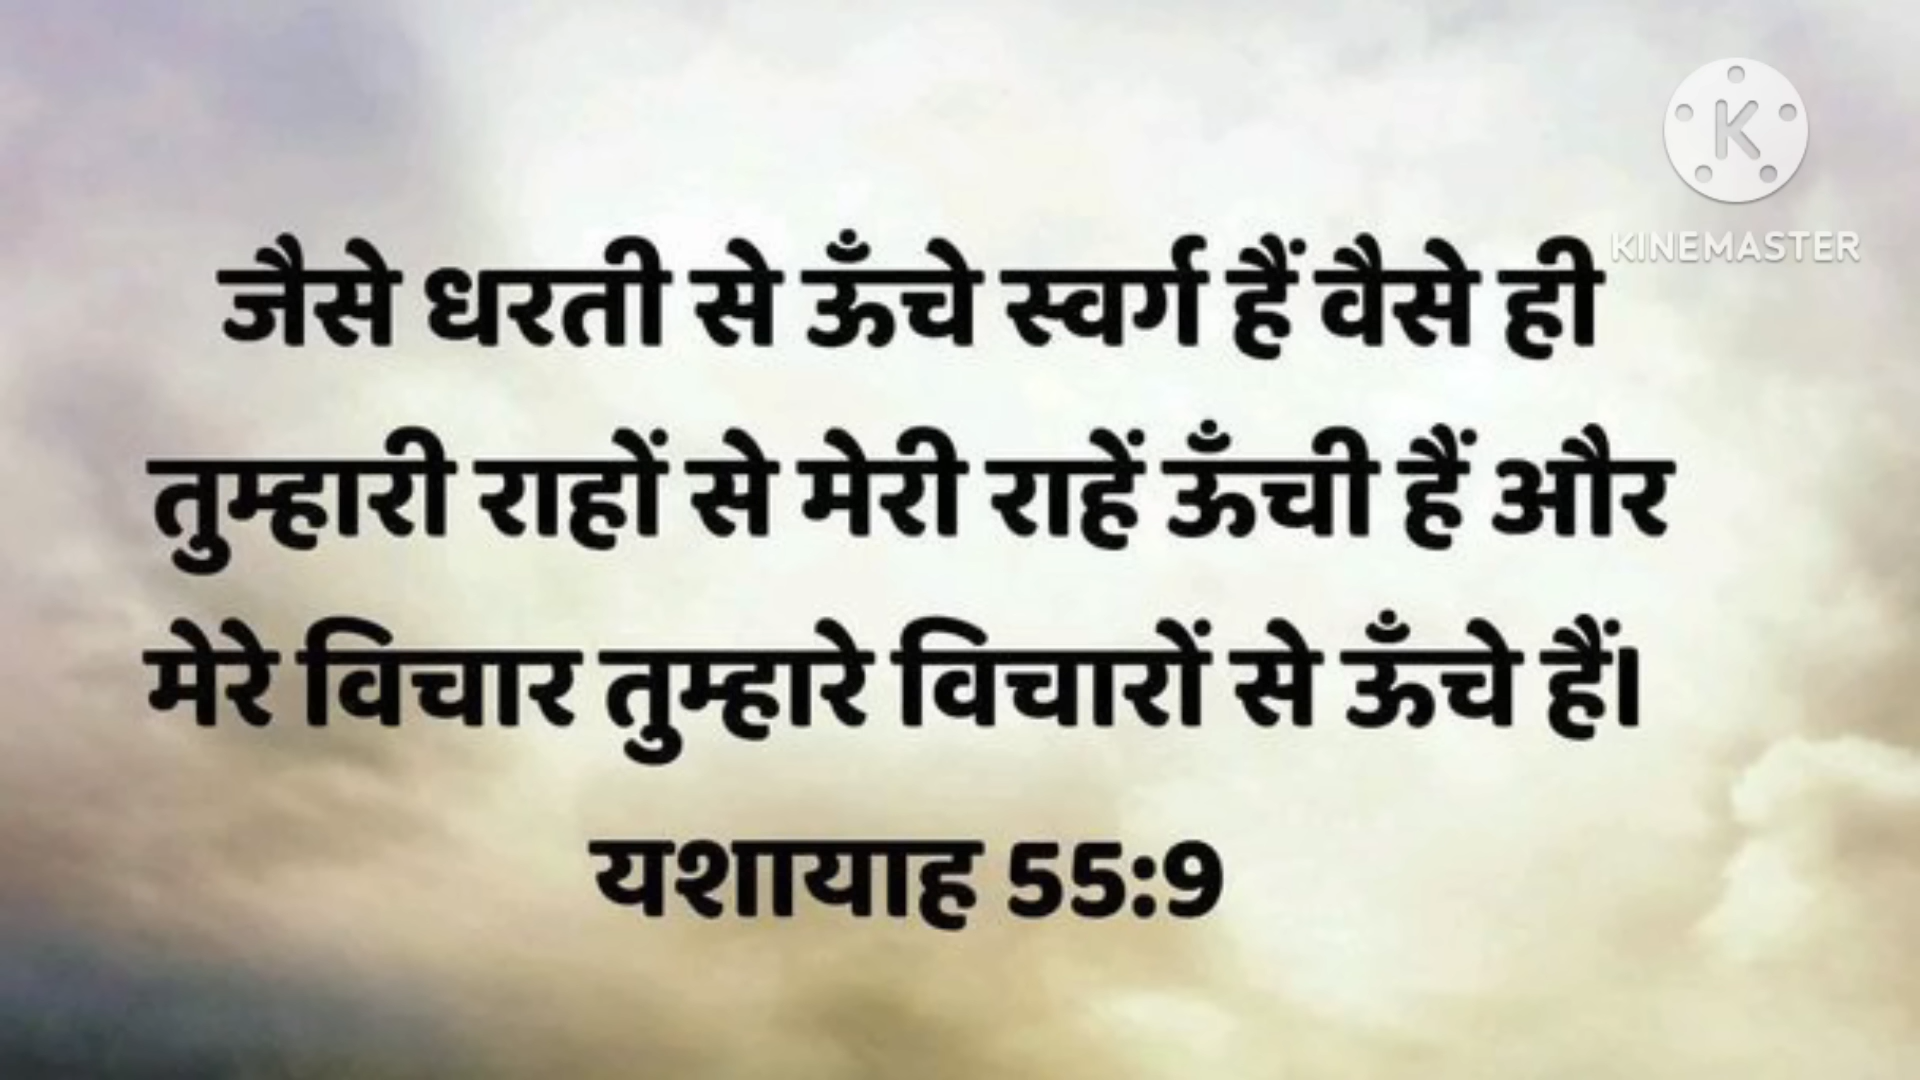 K
KINEMASTER
जैसे धरती से ऊँचे स्वर्ग हैं वैसे ही
तुम्हारी राहों से मेरी राहें ऊँची हैं और
मेरे विचार तुम्हारे विचारों से ऊँचे हैं।
यशायाह 55:9